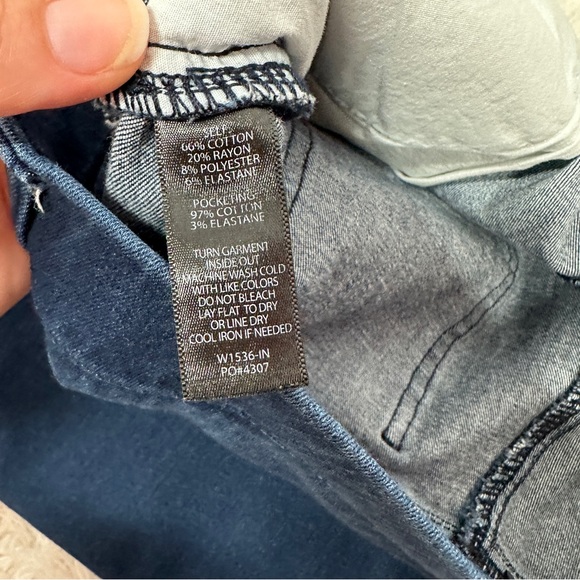 SELF
66% COTTON
20% RAYON
8% POLYESTER
6% ELASTANE
POCKETING:
97% COTTON
3% ELASTANE
TURN GARMENT
INSIDE OUT
MACHINE WASH COLD
WITH LIKE COLORS
DO NOT BLEACH
LAY FLAT TO DRY
OR LINE DRY
COOL IRON IF NEEDED
W1536-IN
PO#4307